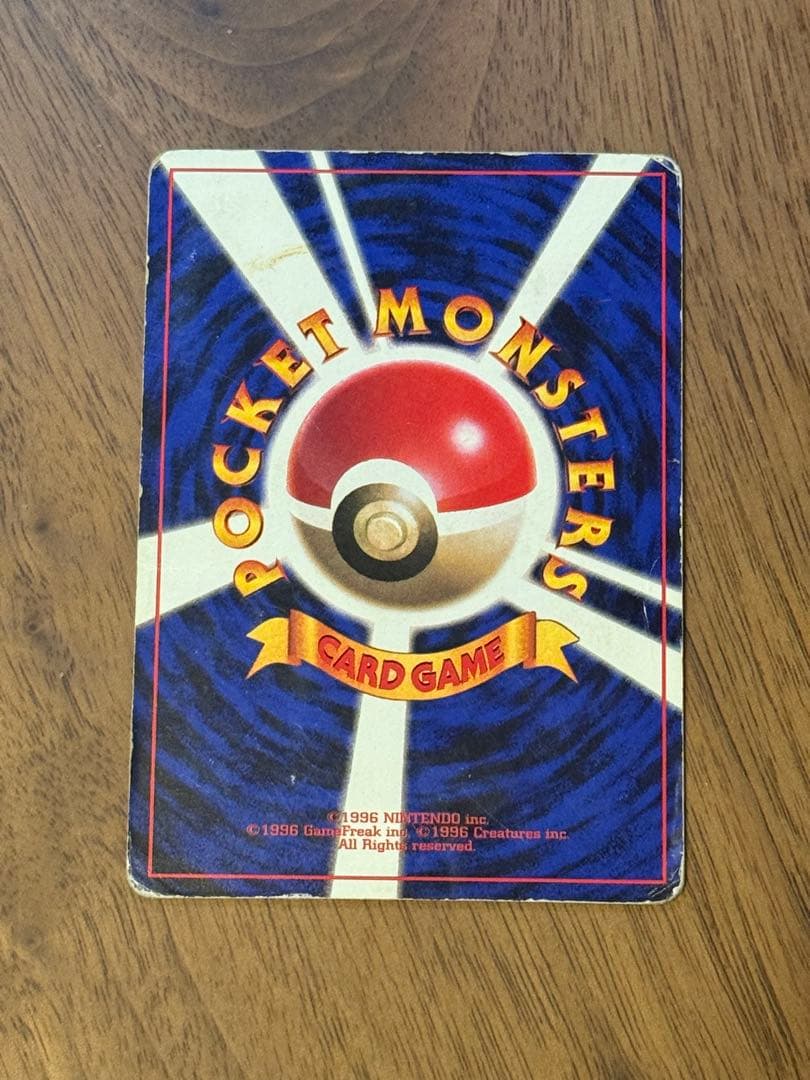 POCKET MONSTERS
CARD GAME
©1996 NINTENDO inc.
©1996 GameFreak inc. ©1996 Creatures inc.
All Rights reserved.